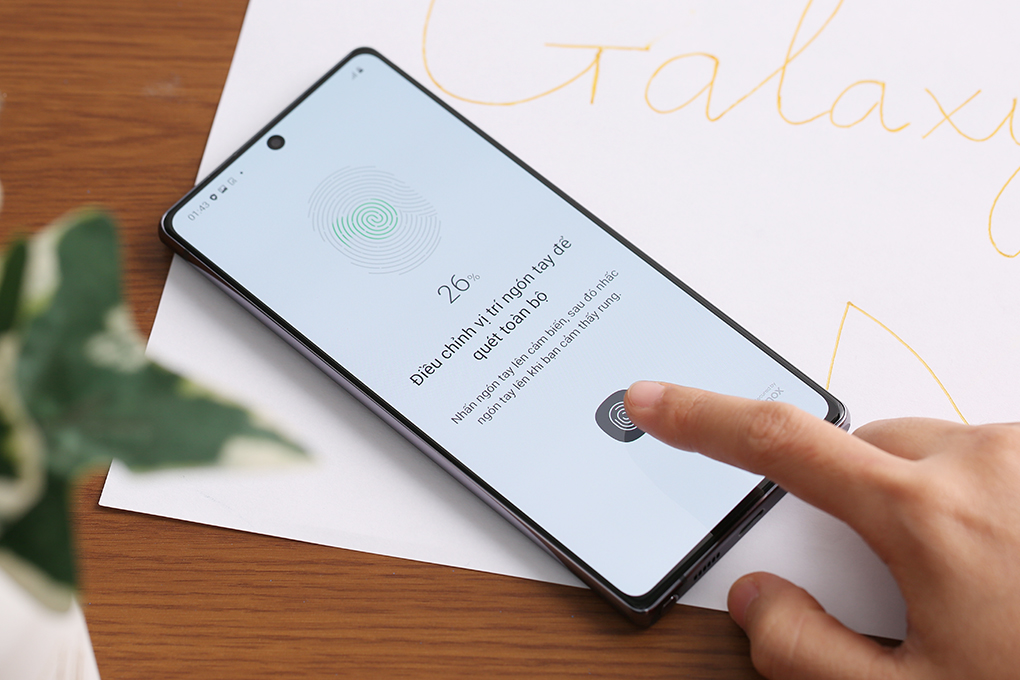 Galaxy
01:43
26%
Điều chỉnh vị trí ngón tay để
quét toàn bộ
Nhấn ngón tay lên cảm biến, sau đó nhấc
ngón tay lên khi bạn cảm thấy rung.